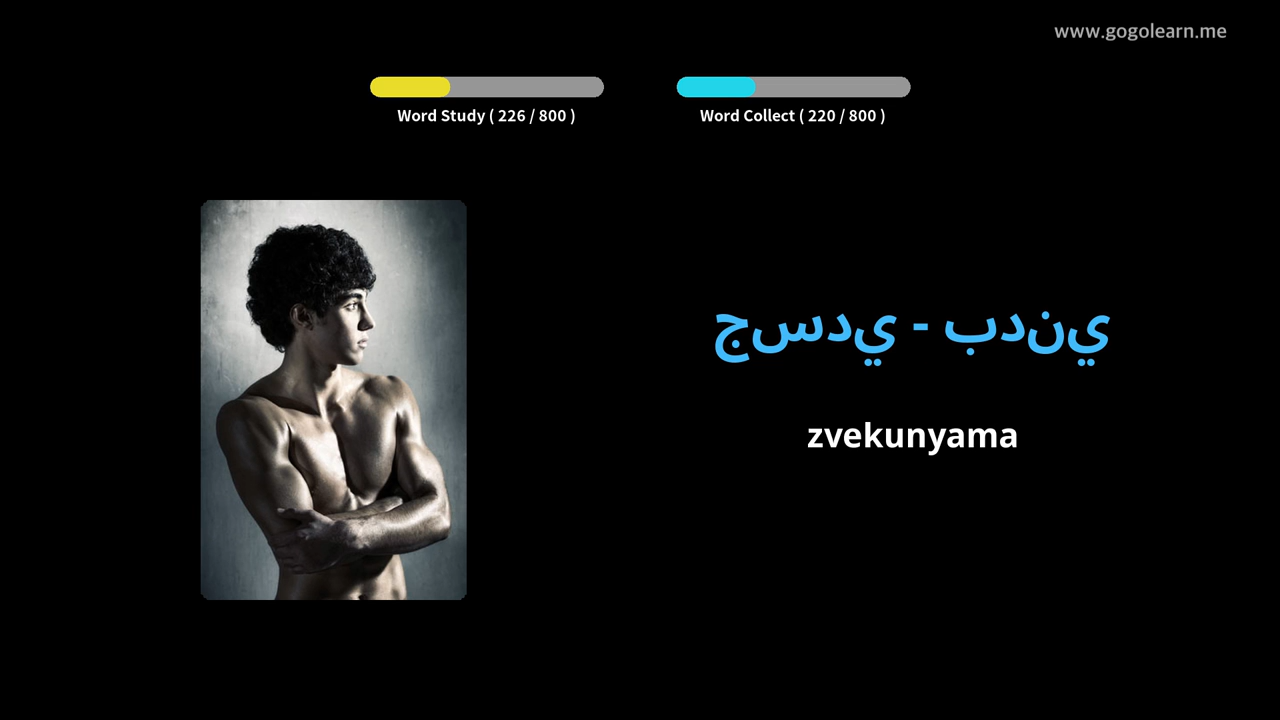 www.gogolearn.me
Word Study ( 226 / 800 )
Word Collect ( 220 / 800 )
جسدي - بدني
zvekunyama